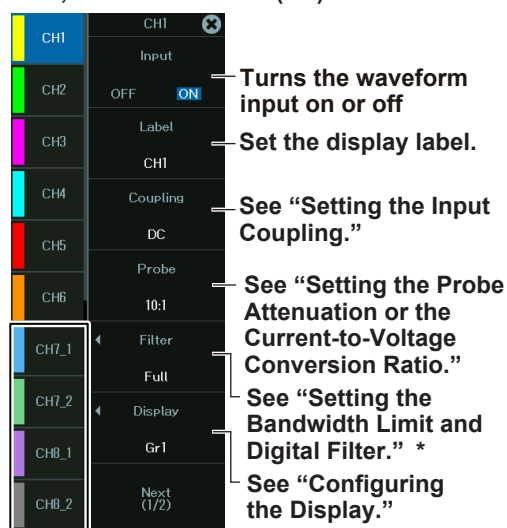 CH1
CH2
CH3
CH4
CH5
CH6
CH7_1
CH7_2
CH8_1
CH8_2
CH1
Input
OFF ON
Label
CH1
Coupling
DC
Probe
10:1
Filter
Full
Display
Gr1
Next
(1/2)
Turns the waveform
input on or off
Set the display label.
See “Setting the Input
Coupling.”
See “Setting the Probe
Attenuation or the
Current-to-Voltage
Conversion Ratio.”
See “Setting the
Bandwidth Limit and
Digital Filter.” *
See “Configuring
the Display.”